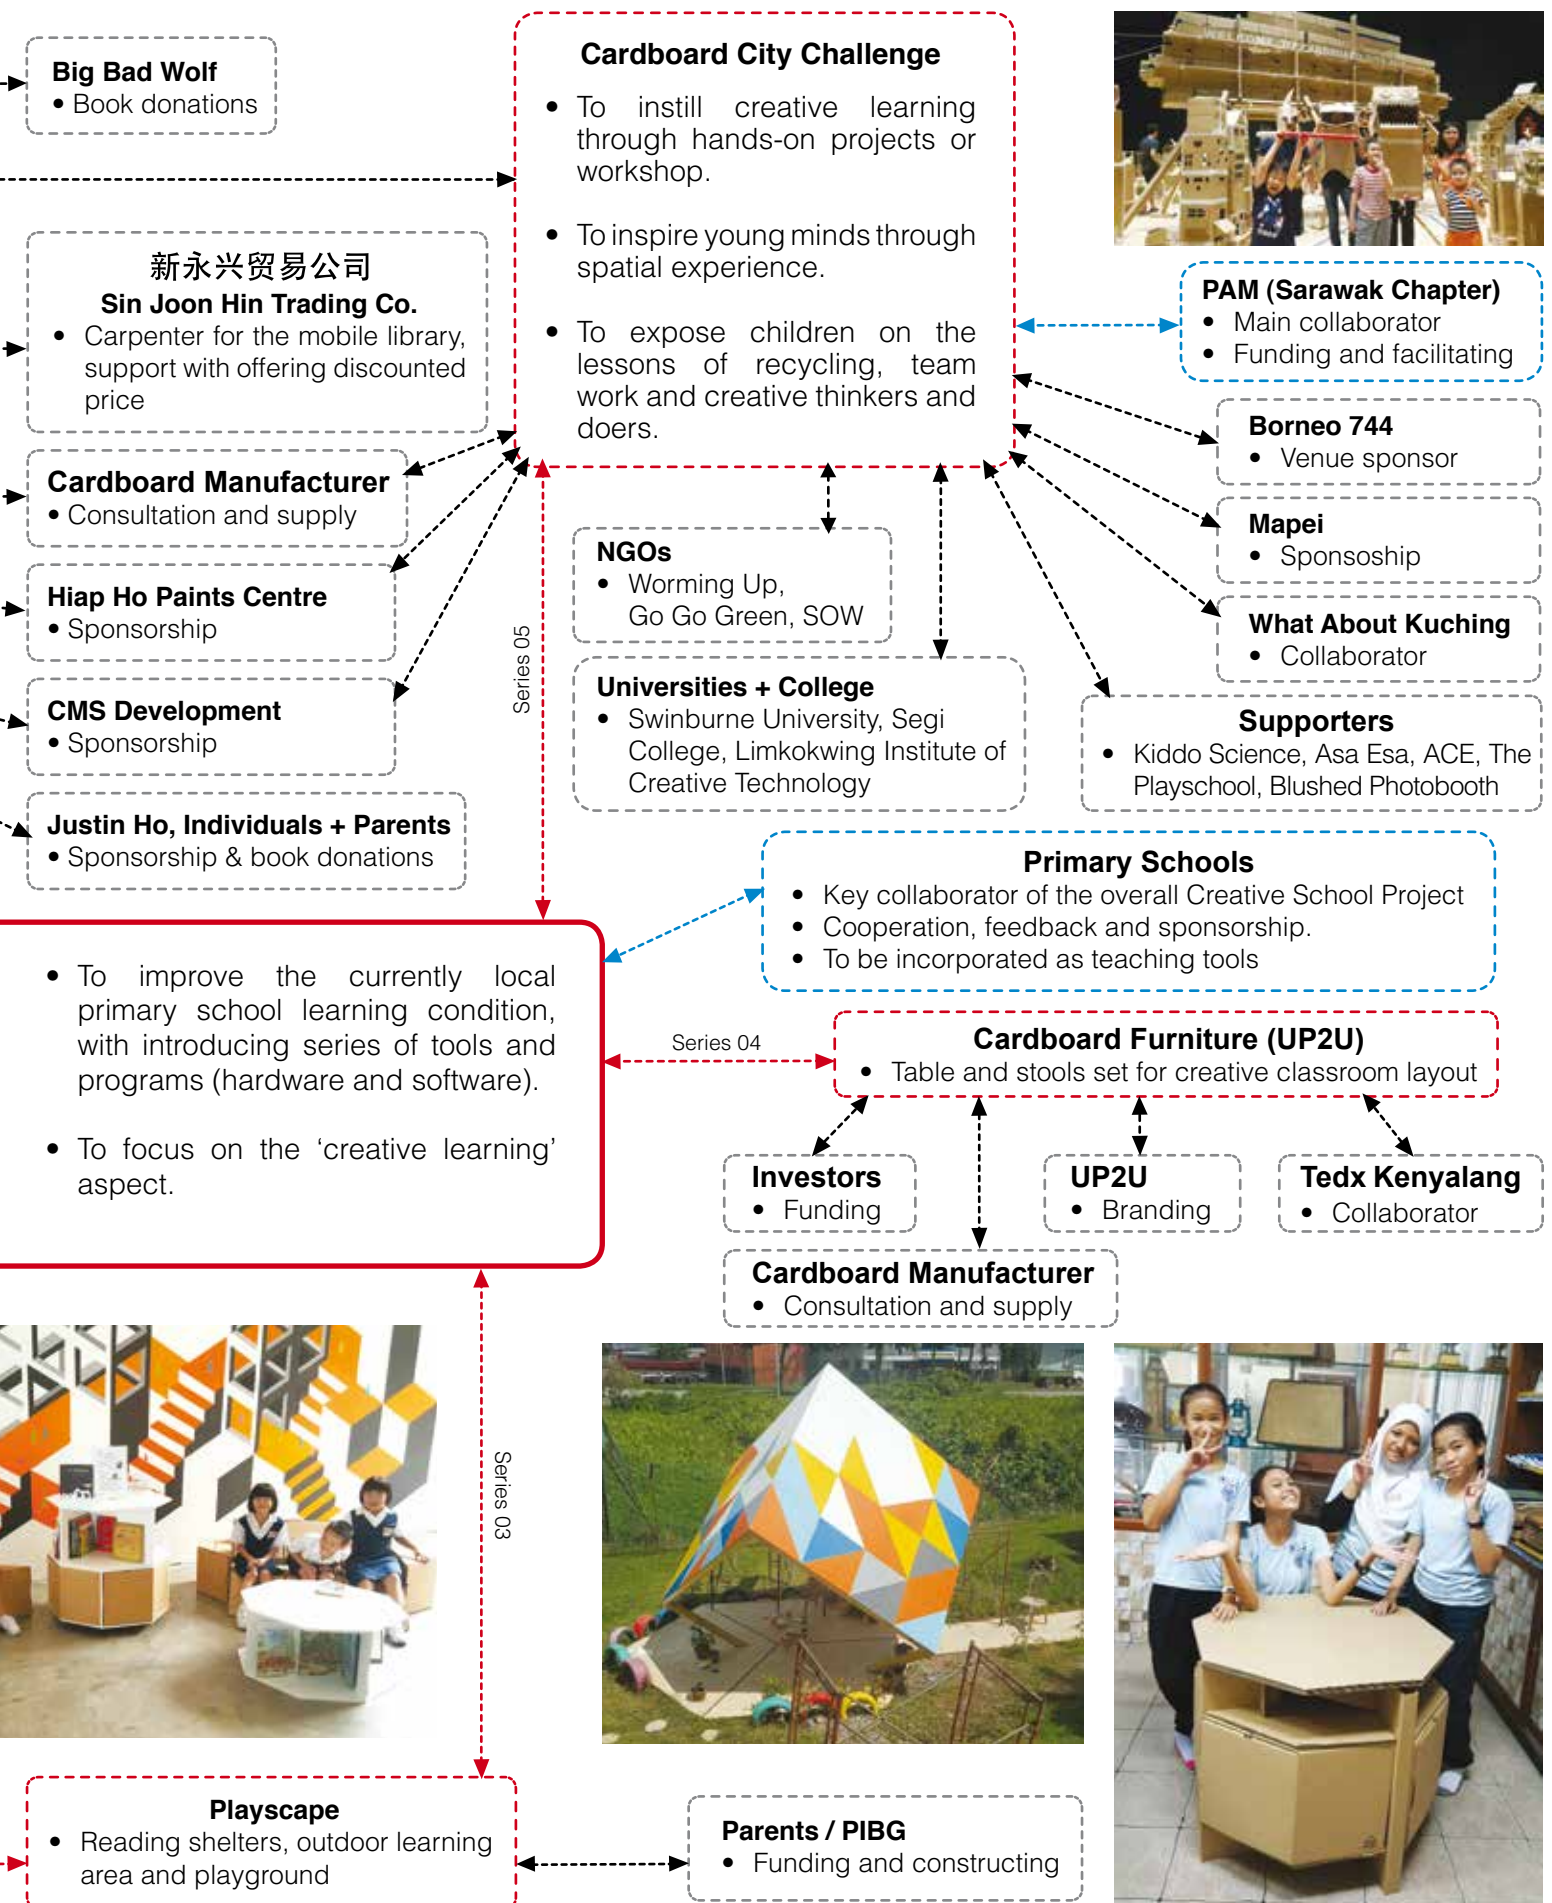 Big Bad Wolf
• Book donations
Cardboard City Challenge
• To instill creative learning
through hands-on projects or
workshop.
• To inspire young minds through
spatial experience.
• To expose children on the
lessons of recycling, team
work and creative thinkers and
doers.
新永兴贸易公司
Sin Joon Hin Trading Co.
• Carpenter for the mobile library,
support with offering discounted
price
PAM (Sarawak Chapter)
• Main collaborator
• Funding and facilitating
Borneo 744
• Venue sponsor
Cardboard Manufacturer
• Consultation and supply
Mapei
• Sponsoship
NGOs
• Worming Up,
Go Go Green, SOW
Hiap Ho Paints Centre
• Sponsorship
What About Kuching
• Collaborator
Series 05
Universities + College
• Swinburne University, Segi
College, Limkokwing Institute of
Creative Technology
CMS Development
• Sponsorship
Supporters
• Kiddo Science, Asa Esa, ACE, The
Playschool, Blushed Photobooth
Justin Ho, Individuals + Parents
• Sponsorship & book donations
Primary Schools
• Key collaborator of the overall Creative School Project
• Cooperation, feedback and sponsorship.
• To be incorporated as teaching tools
• To improve the currently local
primary school learning condition,
with introducing series of tools and
programs (hardware and software).
• To focus on the ‘creative learning’
aspect.
Series 04
Cardboard Furniture (UP2U)
• Table and stools set for creative classroom layout
Investors
• Funding
UP2U
• Branding
Tedx Kenyalang
• Collaborator
Cardboard Manufacturer
• Consultation and supply
Series 03
Playscape
• Reading shelters, outdoor learning
area and playground
Parents / PIBG
• Funding and constructing